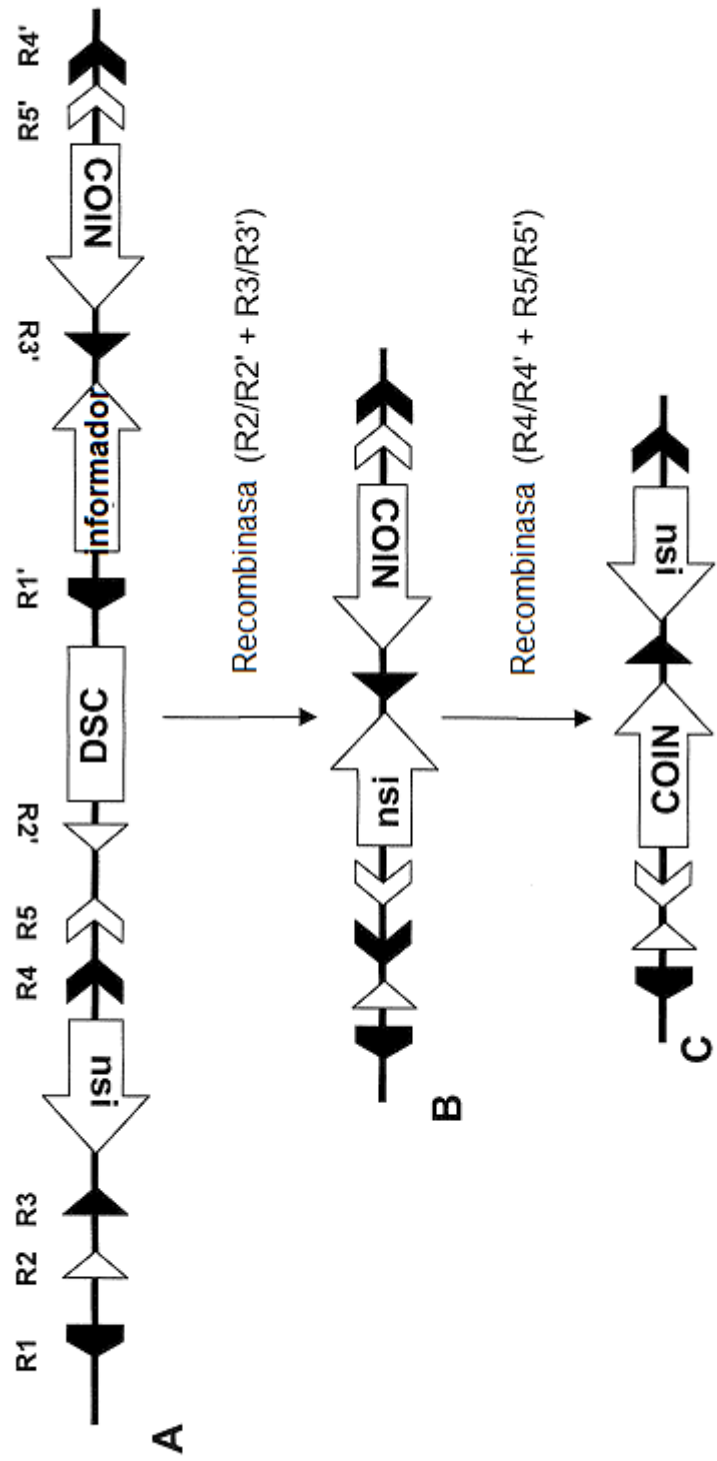 R1 R2 R3 R4 R5 R2' R1' R3' R5' R4'
nsi DSC informador COIN
A
Recombinasa (R2/R2' + R3/R3')
nsi COIN
B
Recombinasa (R4/R4' + R5/R5')
COIN nsi
C